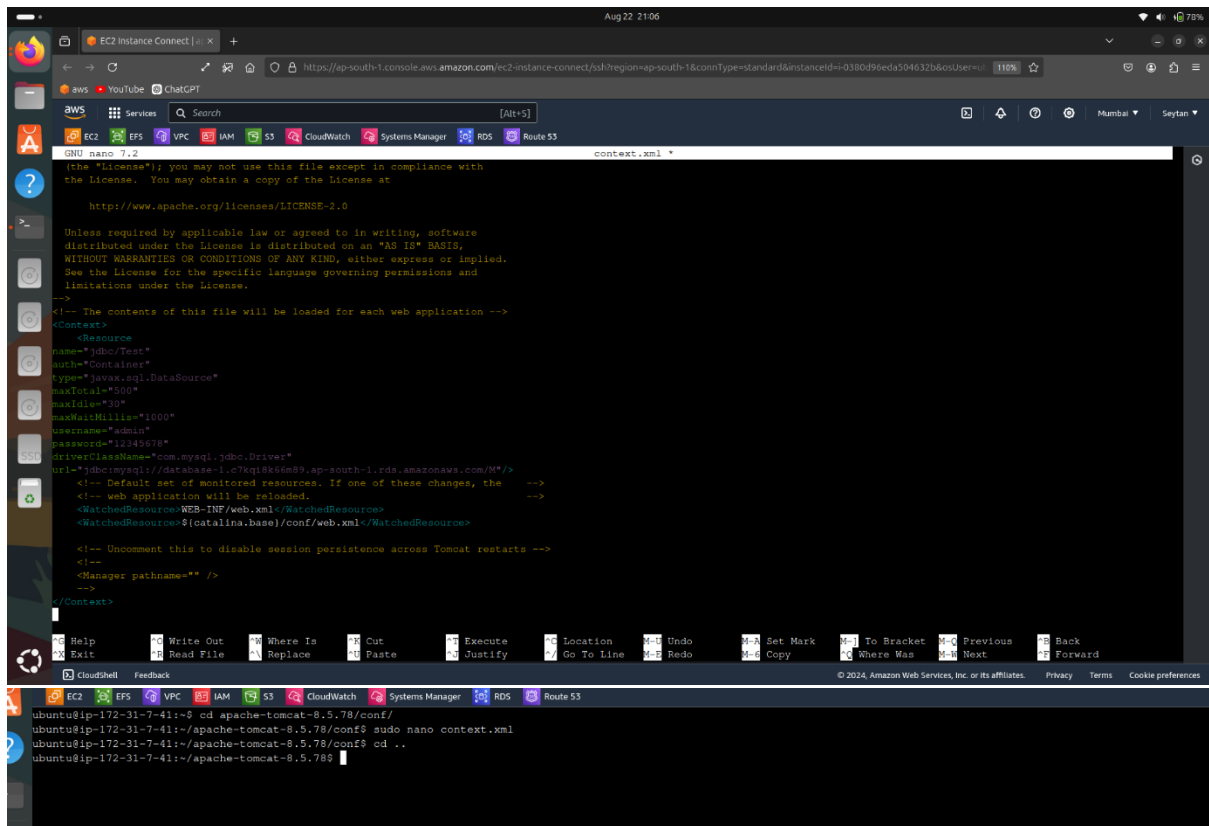 Aug 22 21:06
78%
EC2 Instance Connect | ap ×
https://ap-south-1.console.aws.amazon.com/ec2-instance-connect/ssh?region=ap-south-1&connType=standard&instanceId=i-0380d96eda504632b&osUser=u
110%
aws YouTube ChatGPT
aws Services Search [Alt+S] Mumbai ▼ Seytan ▼
EC2 EFS VPC IAM S3 CloudWatch Systems Manager RDS Route 53
GNU nano 7.2 context.xml *
(the "License"); you may not use this file except in compliance with
the License. You may obtain a copy of the License at
http://www.apache.org/licenses/LICENSE-2.0
Unless required by applicable law or agreed to in writing, software
distributed under the License is distributed on an "AS IS" BASIS,
WITHOUT WARRANTIES OR CONDITIONS OF ANY KIND, either express or implied.
See the License for the specific language governing permissions and
limitations under the License.
-->
<!-- The contents of this file will be loaded for each web application -->
<Context>
<Resource
name="jdbc/Test"
auth="Container"
type="javax.sql.DataSource"
maxTotal="500"
maxIdle="30"
maxWaitMillis="1000"
username="admin"
password="12345678"
driverClassName="com.mysql.jdbc.Driver"
url="jdbc:mysql://database-1.c7kqi8k66m89.ap-south-1.rds.amazonaws.com/M"/>
<!-- Default set of monitored resources. If one of these changes, the -->
<!-- web application will be reloaded. -->
<WatchedResource>WEB-INF/web.xml</WatchedResource>
<WatchedResource>${catalina.base}/conf/web.xml</WatchedResource>
<!-- Uncomment this to disable session persistence across Tomcat restarts -->
<!--
<Manager pathname="" />
-->
</Context>
^G Help ^O Write Out ^W Where Is ^K Cut ^T Execute ^C Location M-U Undo M-A Set Mark M-] To Bracket M-Q Previous ^B Back
^X Exit ^R Read File ^\ Replace ^U Paste ^J Justify ^/ Go To Line M-E Redo M-6 Copy ^Q Where Was M-W Next ^F Forward
CloudShell Feedback © 2024, Amazon Web Services, Inc. or its affiliates. Privacy Terms Cookie preferences
EC2 EFS VPC IAM S3 CloudWatch Systems Manager RDS Route 53
ubuntu@ip-172-31-7-41:~$ cd apache-tomcat-8.5.78/conf/
ubuntu@ip-172-31-7-41:~/apache-tomcat-8.5.78/conf$ sudo nano context.xml
ubuntu@ip-172-31-7-41:~/apache-tomcat-8.5.78/conf$ cd ..
ubuntu@ip-172-31-7-41:~/apache-tomcat-8.5.78$